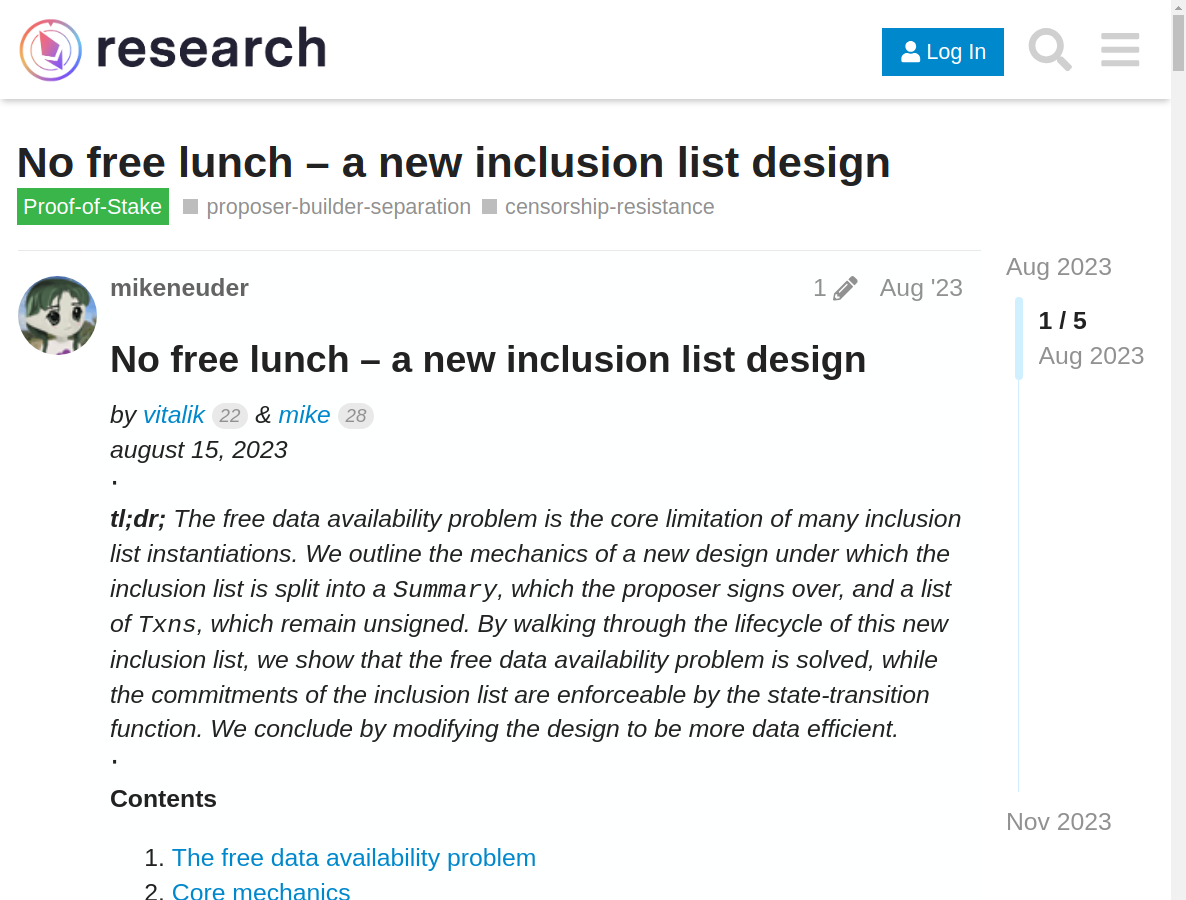 research
Log In
No free lunch – a new inclusion list design
Proof-of-Stake proposer-builder-separation censorship-resistance
Aug 2023
mikeneuder 1 Aug '23
1 / 5
Aug 2023
No free lunch – a new inclusion list design
by vitalik 22 & mike 28
august 15, 2023
·
tl;dr; The free data availability problem is the core limitation of many inclusion
list instantiations. We outline the mechanics of a new design under which the
inclusion list is split into a Summary, which the proposer signs over, and a list
of Txns, which remain unsigned. By walking through the lifecycle of this new
inclusion list, we show that the free data availability problem is solved, while
the commitments of the inclusion list are enforceable by the state-transition
function. We conclude by modifying the design to be more data efficient.
·
Contents
Nov 2023
1. The free data availability problem
2. Core mechanics